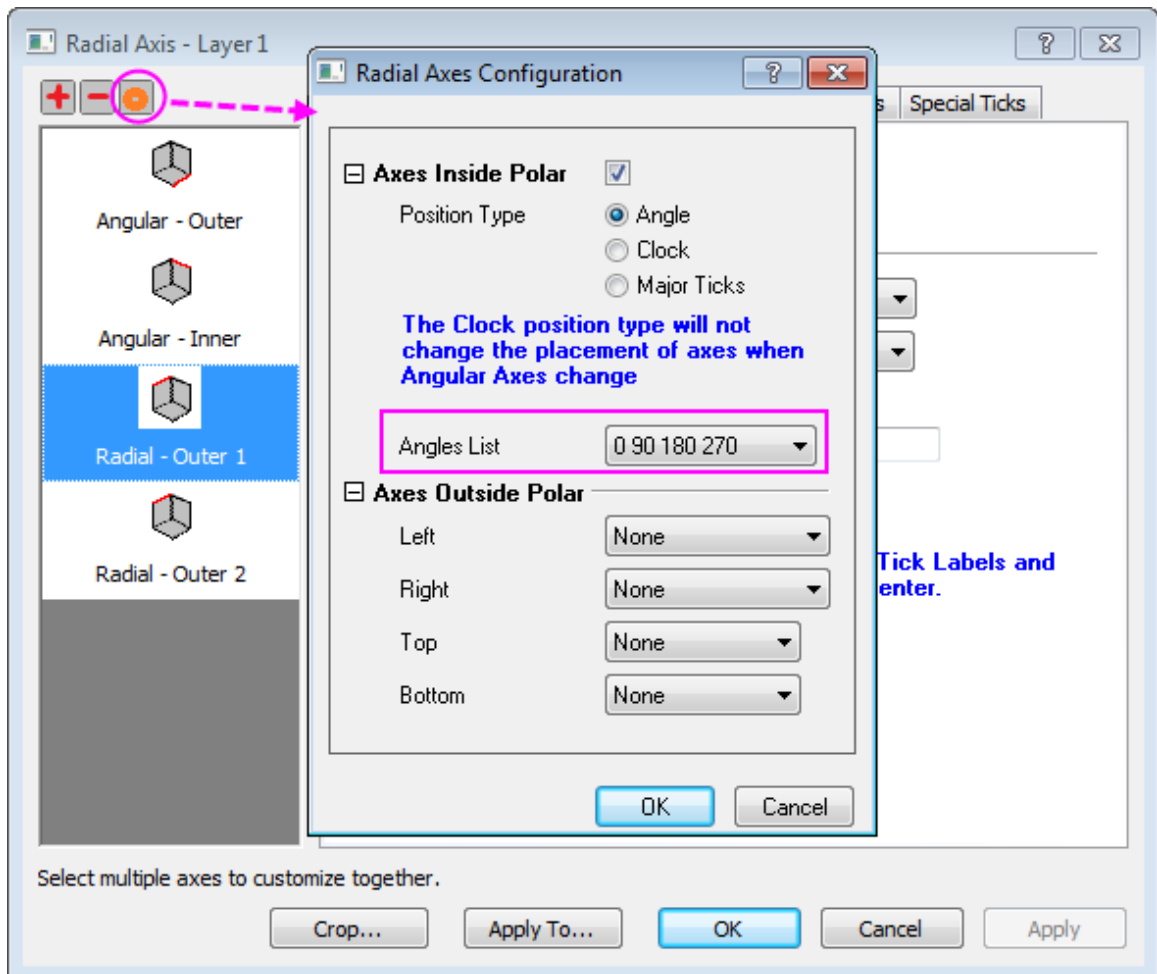 Radial Axis - Layer 1
Radial Axes Configuration
s
Special Ticks
Axes Inside Polar
Position Type
Angle
Clock
Major Ticks
The Clock position type will not
change the placement of axes when
Angular Axes change
Angles List
0 90 180 270
Axes Outside Polar
Left
None
Right
None
Top
None
Bottom
None
OK
Cancel
Angular - Outer
Angular - Inner
Radial - Outer 1
Radial - Outer 2
Tick Labels and
enter.
Select multiple axes to customize together.
Crop...
Apply To...
OK
Cancel
Apply